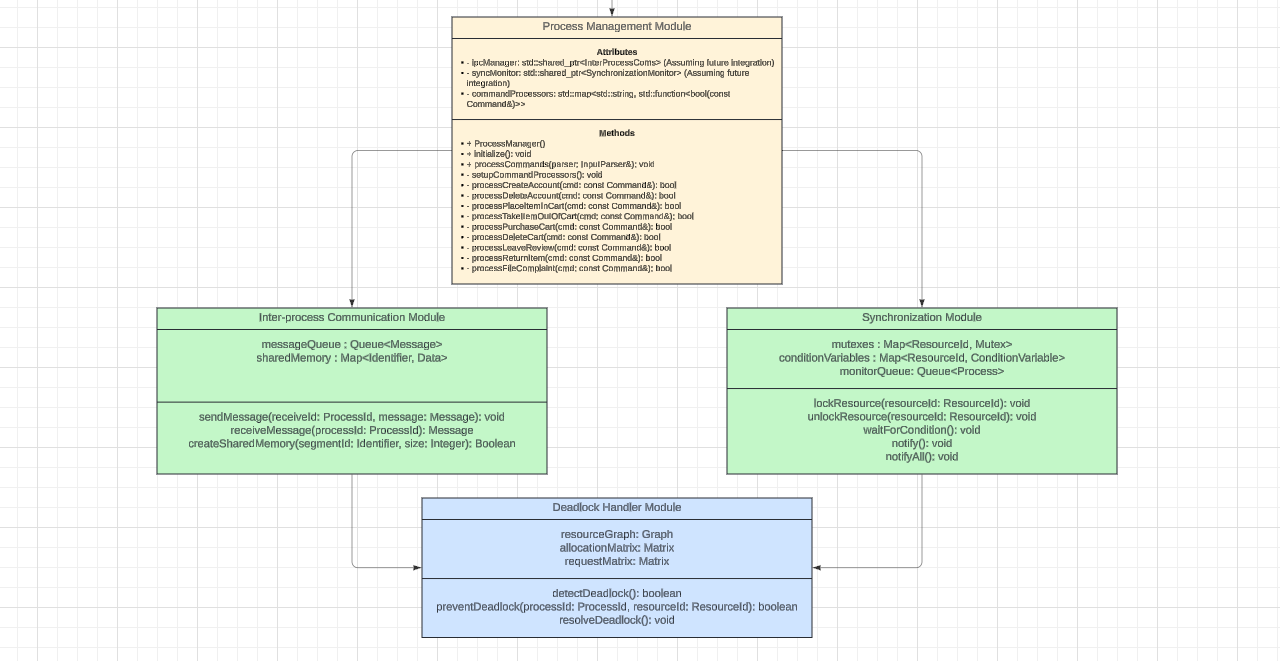 Process Management Module
Attributes
• - ipcManager: std::shared_ptr<InterProcessComs> (Assuming future integration)
• - syncMonitor: std::shared_ptr<SynchronizationMonitor> (Assuming future
integration)
• - commandProcessors: std::map<std::string, std::function<bool(const
Command&)>>
Methods
• + ProcessManager()
• + initialize(): void
• + processCommands(parser: InputParser&): void
• - setupCommandProcessors(): void
• - processCreateAccount(cmd: const Command&): bool
• - processDeleteAccount(cmd: const Command&): bool
• - processPlaceItemInCart(cmd: const Command&): bool
• - processTakeItemOutOfCart(cmd: const Command&): bool
• - processPurchaseCart(cmd: const Command&): bool
• - processDeleteCart(cmd: const Command&): bool
• - processLeaveReview(cmd: const Command&): bool
• - processReturnItem(cmd: const Command&): bool
• - processFileComplaint(cmd: const Command&): bool
Inter-process Communication Module
messageQueue : Queue<Message>
sharedMemory : Map<Identifier, Data>
sendMessage(receiveId: ProcessId, message: Message): void
receiveMessage(processId: ProcessId): Message
createSharedMemory(segmentId: Identifier, size: Integer): Boolean
Synchronization Module
mutexes : Map<ResourceId, Mutex>
conditionVariables : Map<ResourceId, ConditionVariable>
monitorQueue: Queue<Process>
lockResource(resourceId: ResourceId): void
unlockResource(resourceId: ResourceId): void
waitForCondition(): void
notify(): void
notifyAll(): void
Deadlock Handler Module
resourceGraph: Graph
allocationMatrix: Matrix
requestMatrix: Matrix
detectDeadlock(): boolean
preventDeadlock(processId: ProcessId, resourceId: ResourceId): boolean
resolveDeadlock(): void